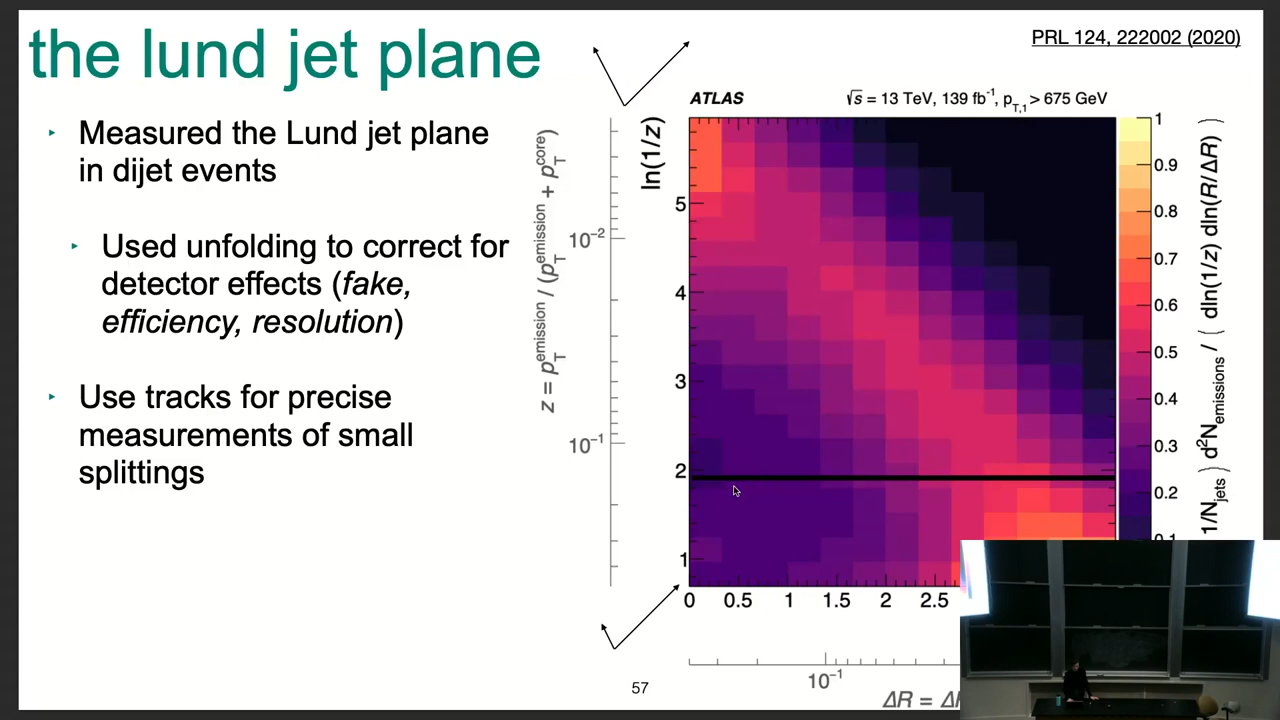 the lund jet plane
PRL 124, 222002 (2020)
‣ Measured the Lund jet plane
in dijet events
‣ Used unfolding to correct for
detector effects (fake,
efficiency, resolution)
‣ Use tracks for precise
measurements of small
splittings
ATLAS
√s = 13 TeV, 139 fb⁻¹, p_T,1 > 675 GeV
z = p_T^emission / (p_T^emission + p_T^core)
10⁻²
10⁻¹
ln(1/z)
5
4
3
2
1
0 0.5 1 1.5 2 2.5
10⁻¹
ΔR = Δ
1
0.9
0.8
0.7
0.6
0.5
0.4
0.3
0.2
0.1
1/N_jets ) d²N_emissions / ( dln(1/z) dln(R/ΔR) )
57